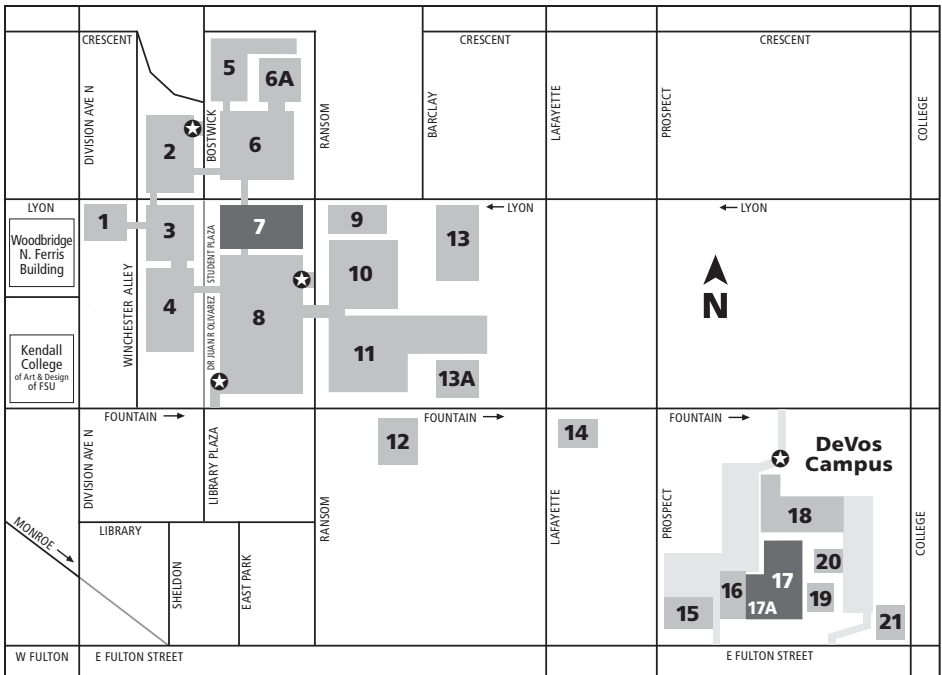 CRESCENT
CRESCENT
CRESCENT
DIVISION AVE N
BOSTWICK
RANSOM
BARCLAY
LAFAYETTE
PROSPECT
COLLEGE
5
6A
2
6
LYON
LYON
LYON
1
3
7
9
13
Woodbridge
N. Ferris
Building
WINCHESTER ALLEY
DR JUAN R OLIVAREZ STUDENT PLAZA
10
N
4
8
11
13A
Kendall
College
of Art & Design
of FSU
FOUNTAIN
FOUNTAIN
FOUNTAIN
DIVISION AVE N
LIBRARY PLAZA
RANSOM
12
14
LAFAYETTE
PROSPECT
COLLEGE
DeVos
Campus
MONROE
LIBRARY
SHELDON
EAST PARK
18
20
17
16
17A
19
15
21
W FULTON
E FULTON STREET
E FULTON STREET